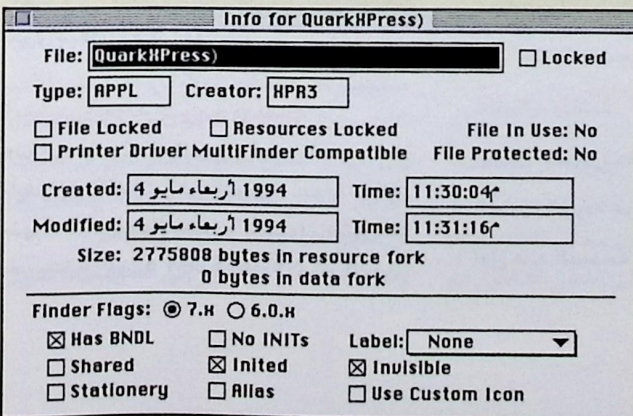 Info for QuarkXPress)
File: QuarkXPress) Locked
Type: APPL Creator: XPR3
File Locked Resources Locked File In Use: No
Printer Driver MultiFinder Compatible File Protected: No
Created: أربعاء مايو 4 1994 Time: 11:30:04م
Modified: أربعاء مايو 4 1994 Time: 11:31:16م
Size: 2775808 bytes in resource fork
0 bytes in data fork
Finder Flags: 7.x 6.0.x
Has BNDL No INITs Label: None
Shared Inited Invisible
Stationery Alias Use Custom Icon